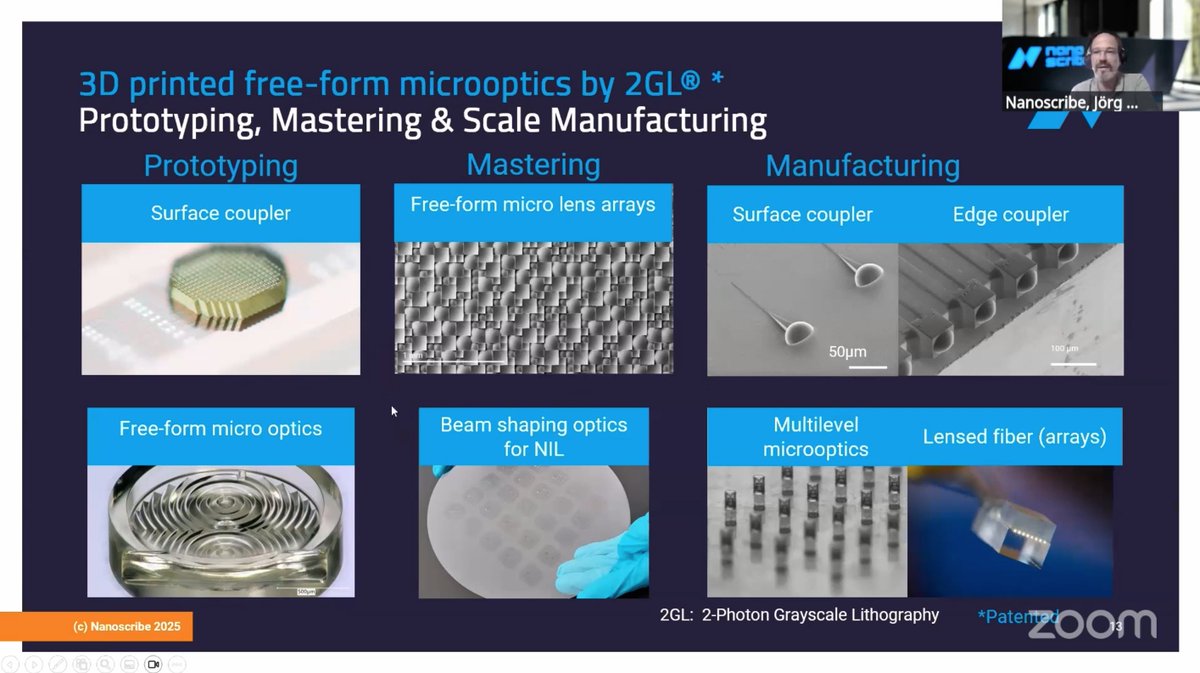 3D printed free-form microoptics by 2GL® *
Prototyping, Mastering & Scale Manufacturing
nano
scribe
Nanoscribe, Jörg ...
Prototyping
Mastering
Manufacturing
Surface coupler
Free-form micro lens arrays
Surface coupler
Edge coupler
50µm
100 µm
Free-form micro optics
Beam shaping optics
for NIL
Multilevel
microoptics
Lensed fiber (arrays)
500µm
2GL: 2-Photon Grayscale Lithography
*Patented
(c) Nanoscribe 2025
13
zoom